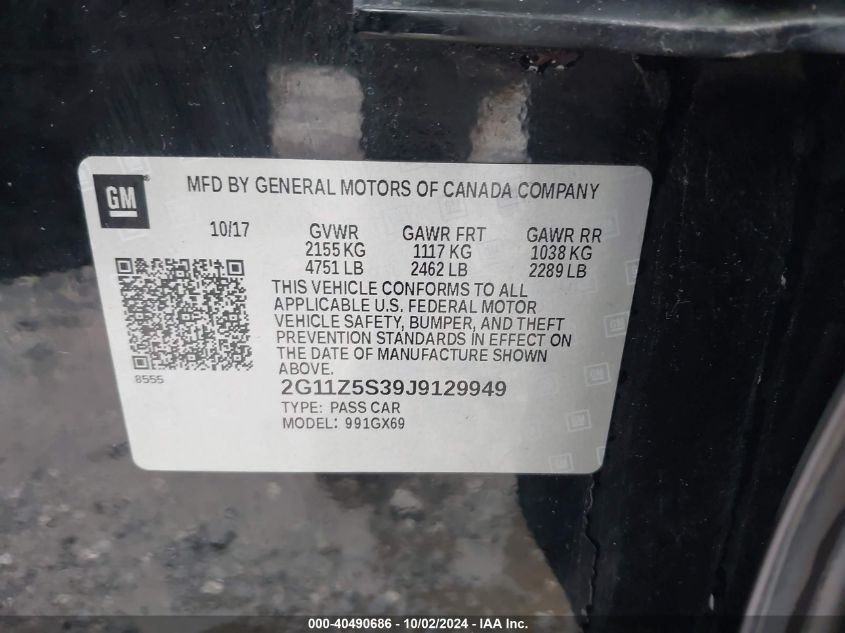 GM
MFD BY GENERAL MOTORS OF CANADA COMPANY
10/17 GVWR GAWR FRT GAWR RR
2155 KG 1117 KG 1038 KG
4751 LB 2462 LB 2289 LB
THIS VEHICLE CONFORMS TO ALL
APPLICABLE U.S. FEDERAL MOTOR
VEHICLE SAFETY, BUMPER, AND THEFT
PREVENTION STANDARDS IN EFFECT ON
THE DATE OF MANUFACTURE SHOWN
ABOVE.
8555
2G11Z5S39J9129949
TYPE: PASS CAR
MODEL: 991GX69
000-40490686 - 10/02/2024 - IAA Inc.